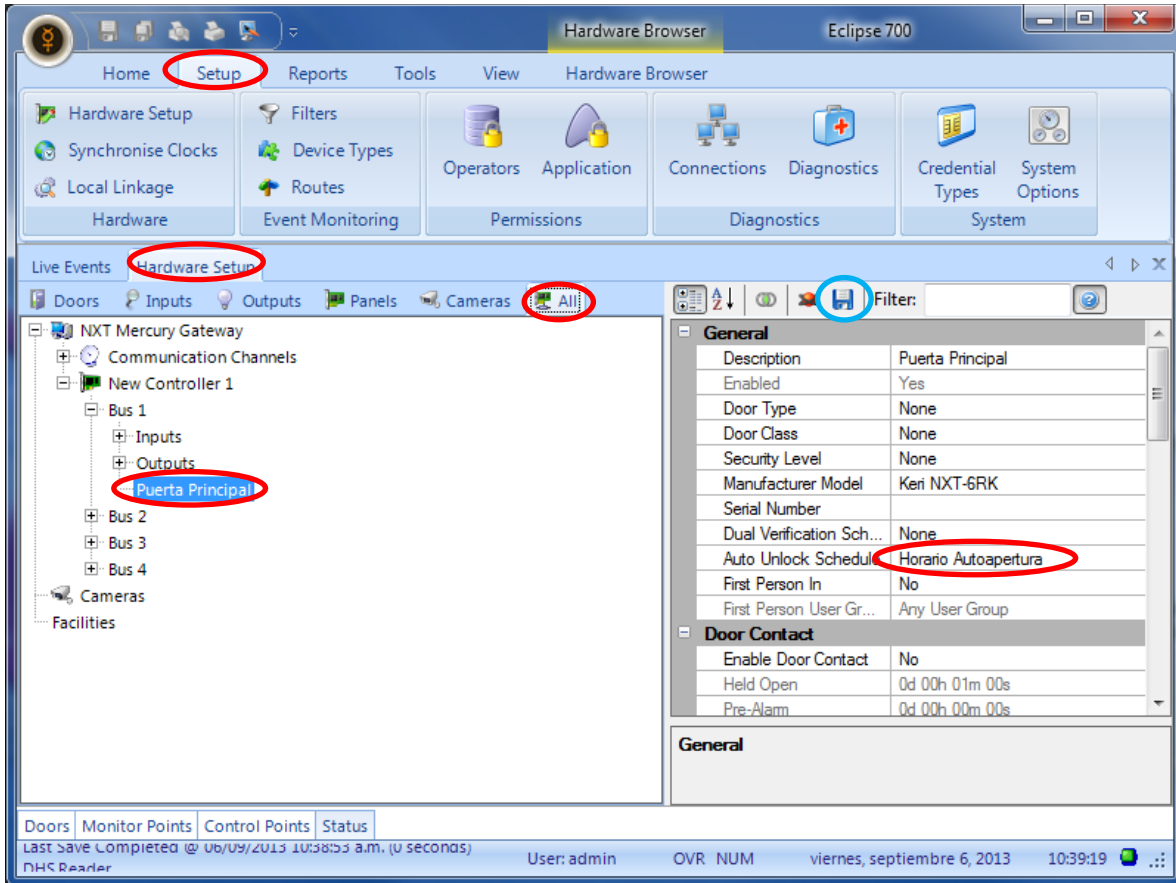 Hardware Browser
Eclipse 700
Home Setup Reports Tools View Hardware Browser
Hardware Setup
Synchronise Clocks
Local Linkage
Hardware
Filters
Device Types
Routes
Event Monitoring
Operators
Application
Permissions
Connections
Diagnostics
Diagnostics
Credential Types
System Options
System
Live Events Hardware Setup
Doors Inputs Outputs Panels Cameras All
Filter:
NXT Mercury Gateway
Communication Channels
New Controller 1
Bus 1
Inputs
Outputs
Puerta Principal
Bus 2
Bus 3
Bus 4
Cameras
Facilities
General
Description Puerta Principal
Enabled Yes
Door Type None
Door Class None
Security Level None
Manufacturer Model Keri NXT-6RK
Serial Number
Dual Verification Sch... None
Auto Unlock Schedule Horario Autoapertura
First Person In No
First Person User Gr... Any User Group
Door Contact
Enable Door Contact No
Held Open 0d 00h 01m 00s
Pre-Alarm 0d 00h 00m 00s
General
Doors Monitor Points Control Points Status
Last Save Completed @ 06/09/2013 10:38:53 a.m. (0 seconds)
DHS Reader
User: admin
OVR NUM
viernes, septiembre 6, 2013
10:39:19